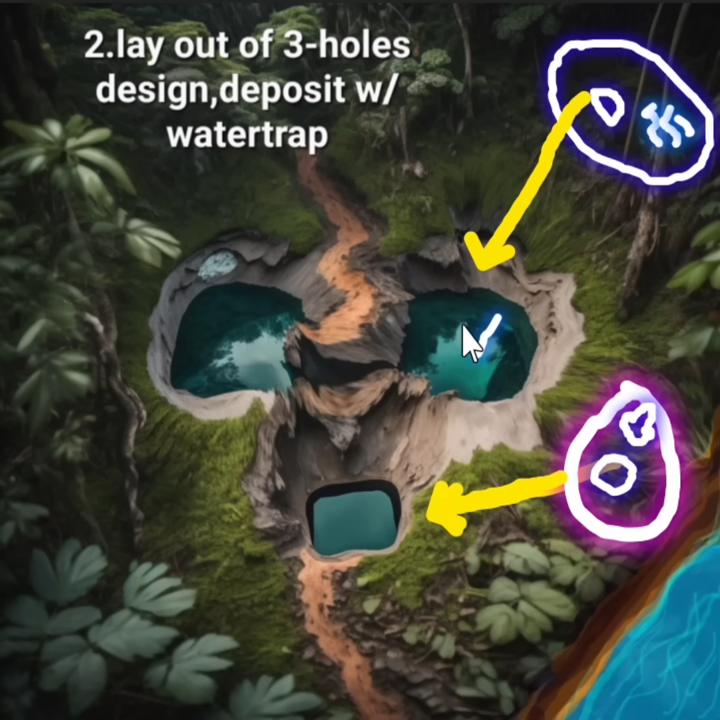 2.lay out of 3-holes
design,deposit w/
watertrap